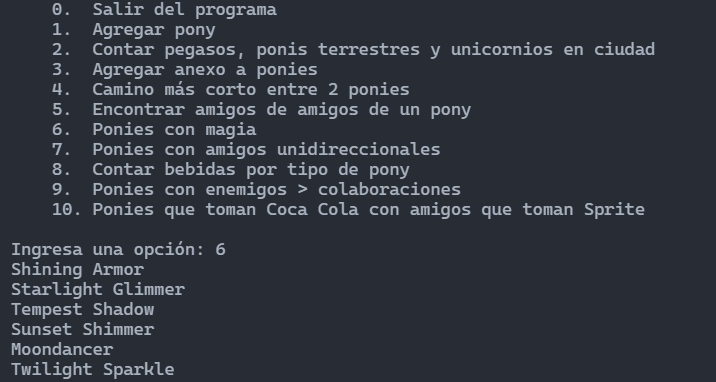 0. Salir del programa
1. Agregar pony
2. Contar pegasos, ponis terrestres y unicornios en ciudad
3. Agregar anexo a ponies
4. Camino más corto entre 2 ponies
5. Encontrar amigos de amigos de un pony
6. Ponies con magia
7. Ponies con amigos unidireccionales
8. Contar bebidas por tipo de pony
9. Ponies con enemigos > colaboraciones
10. Ponies que toman Coca Cola con amigos que toman Sprite
Ingresa una opción: 6
Shining Armor
Starlight Glimmer
Tempest Shadow
Sunset Shimmer
Moondancer
Twilight Sparkle